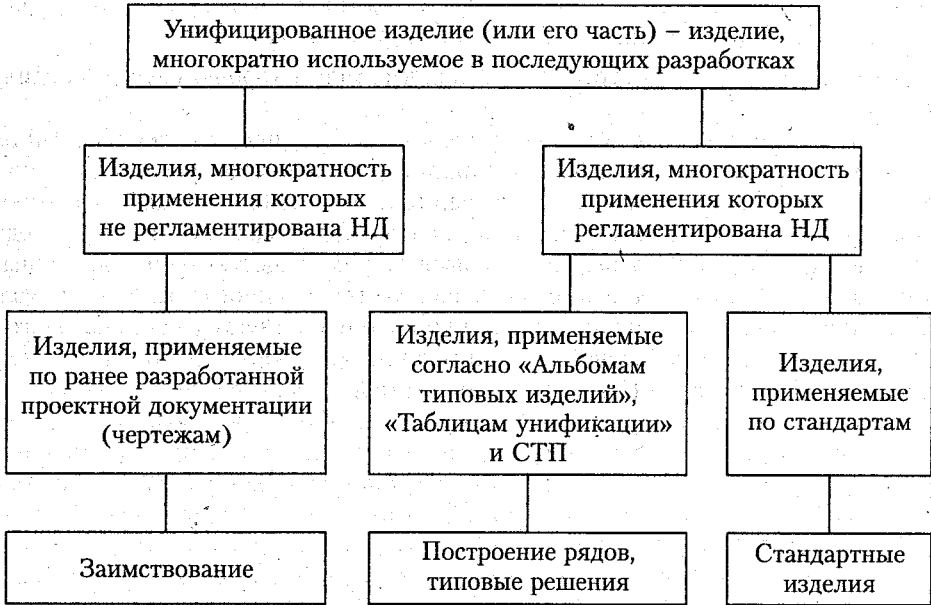 Унифицированное изделие (или его часть) – изделие,
многократно используемое в последующих разработках
Изделия, многократность
применения которых
не регламентирована НД
Изделия, многократность
применения которых
регламентирована НД
Изделия, применяемые
по ранее разработанной
проектной документации
(чертежам)
Изделия, применяемые
согласно «Альбомам
типовых изделий»,
«Таблицам унификации»
и СТП
Изделия,
применяемые
по стандартам
Заимствование
Построение рядов,
типовые решения
Стандартные
изделия